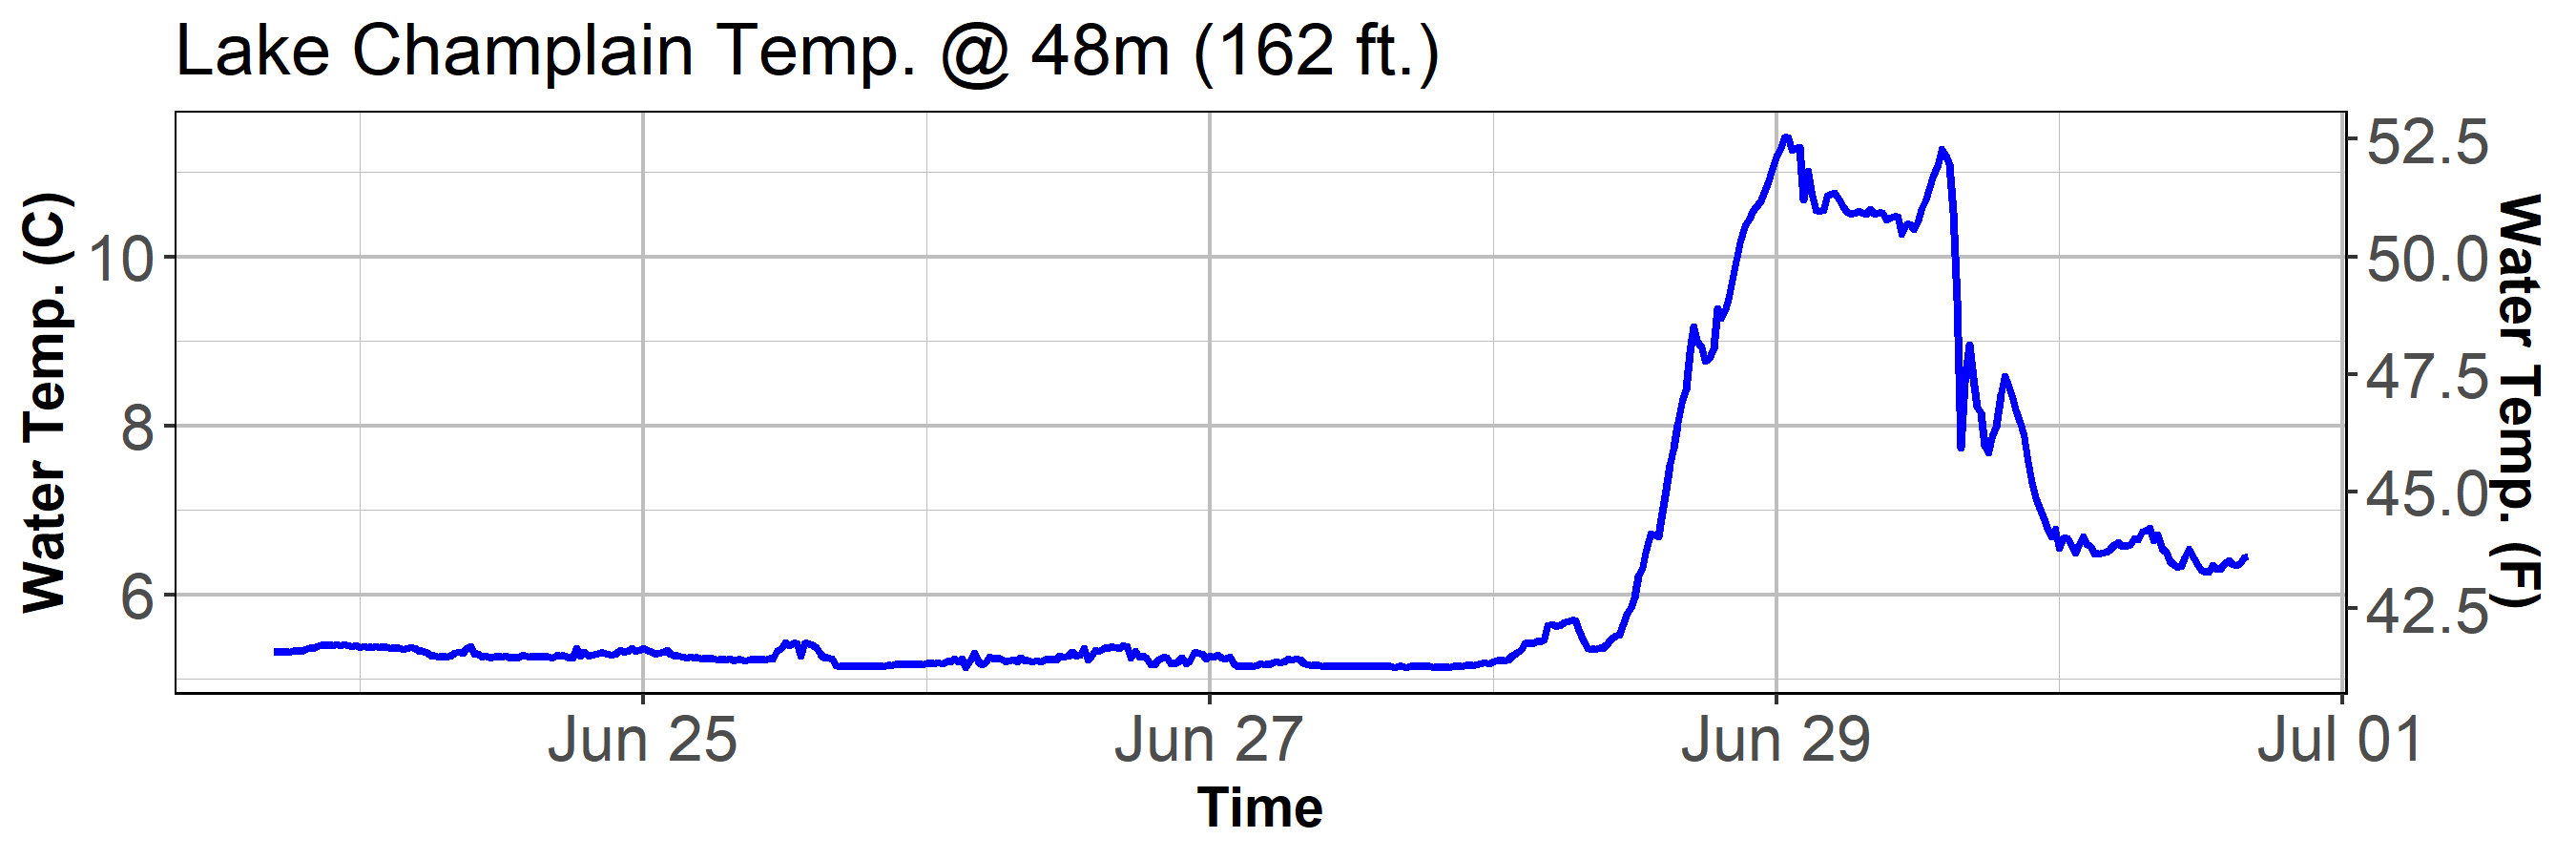 Lake Champlain Temp. @ 48m (162 ft.)
Water Temp. (C)
10
8
6
52.5
50.0
47.5
45.0
42.5
Water Temp. (F)
Jun 25 Jun 27 Jun 29 Jul 01
Time